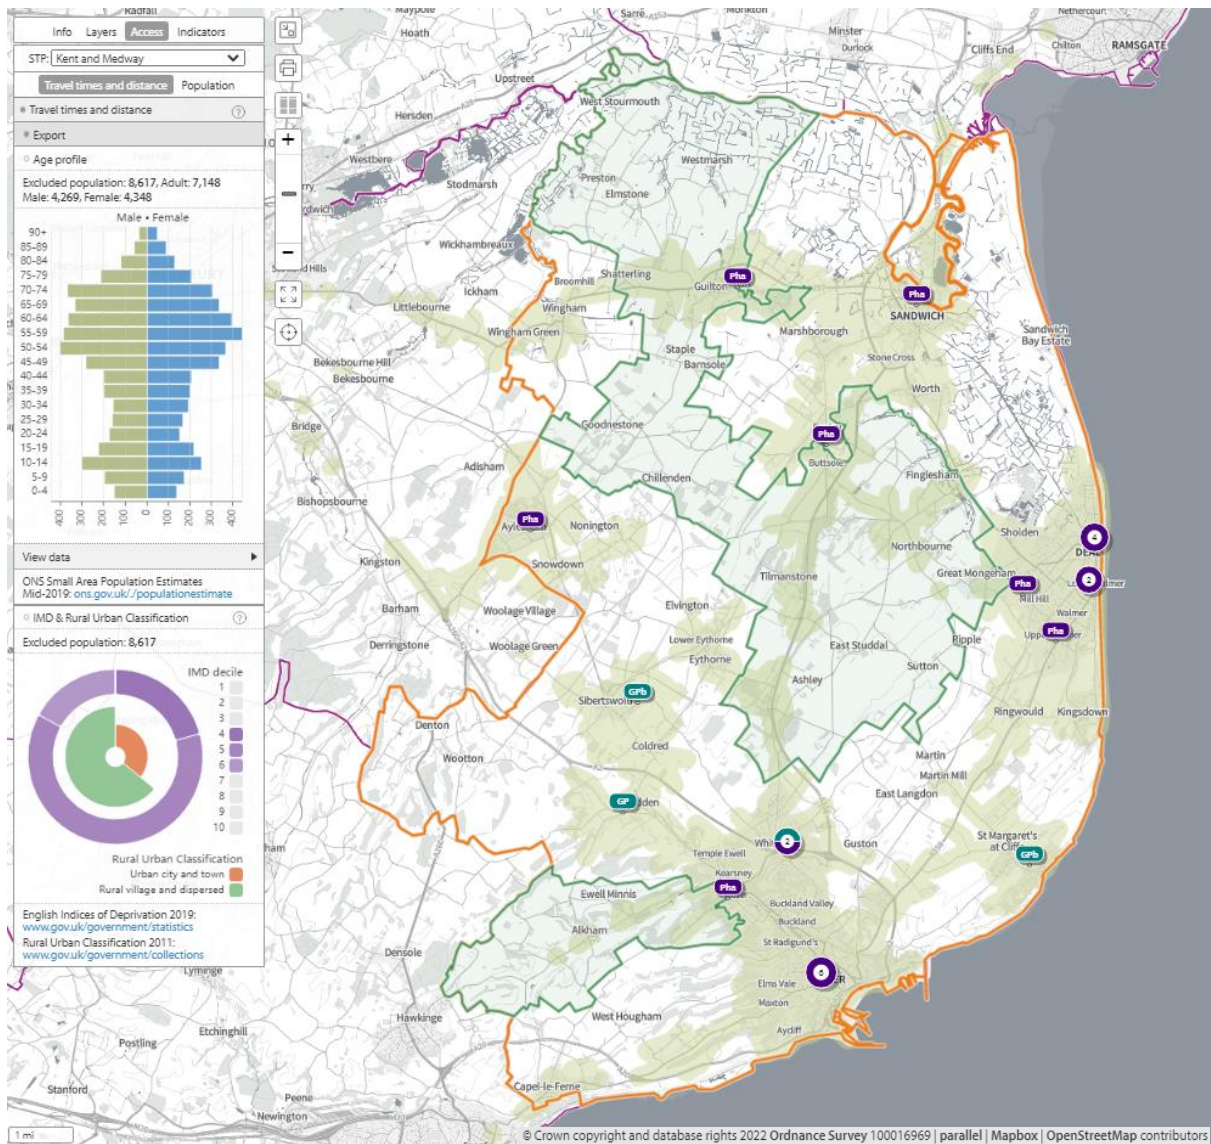 Info Layers Access Indicators
STP: Kent and Medway
Travel times and distance Population
Travel times and distance ?
Export
Age profile
Excluded population: 8,617, Adult: 7,148
Male: 4,269, Female: 4,348
Male • Female
90+
85-89
80-84
75-79
70-74
65-69
60-64
55-59
50-54
45-49
40-44
35-39
30-34
25-29
20-24
15-19
10-14
5-9
0-4
400 300 200 100 0 100 200 300 400
View data
ONS Small Area Population Estimates
Mid-2019: ons.gov.uk/./populationestimate
IMD & Rural Urban Classification ?
Excluded population: 8,617
IMD decile
1
2
3
4
5
6
7
8
9
10
Rural Urban Classification
Urban city and town
Rural village and dispersed
English Indices of Deprivation 2019:
www.gov.uk/government/statistics
Rural Urban Classification 2011:
www.gov.uk/government/collections
+
−
Radfall
Maypole
Hoath
Sarre
A253
Monkton
Minster
Durlock
Cliffs End
Nethercourt
Chilton
RAMSGATE
Upstreet
Hersden
Westbere
Stodmarsh
West Stourmouth
Westmarsh
Preston
Elmstone
Wickhambreaux
Ickham
Littlebourne
Broomhill
Shatterling
Guilton
Pha
Pha
SANDWICH
Wingham
Wingham Green
Marshborough
Sandwich
Bay Estate
Staple
Barnsole
Stone Cross
Bekesbourne Hill
Bekesbourne
Worth
Bridge
Goodnestone
Pha
Buttsole
Adisham
Chillenden
Finglesham
Bishopsbourne
Pha
Nonington
Sholden
4
Kingston
Snowdown
Northbourne
Tilmanstone
Great Mongeham
Pha
2
Mill Hill
Barham
Woolage Village
Elvington
Walmer
Pha
Derringstone
Woolage Green
Lower Eythorne
Eythorne
East Studdal
Ripple
Sutton
Ashley
GPb
Ringwould
Kingsdown
Denton
Coldred
Wootton
A2
Martin
Martin Mill
East Langdon
GP
2
Guston
St Margaret's
at Cliffe
GPb
Temple Ewell
Kearsney
Pha
Ewell Minnis
Buckland Valley
Buckland
Alkham
St Radigund's
Densole
Elms Vale
Maxton
Aycliff
Lyminge
Hawkinge
West Hougham
Etchinghill
Postling
Capel-le-Ferne
Stanford
Peene
Newington
1 mi
© Crown copyright and database rights 2022 Ordnance Survey 100016969 | parallel | Mapbox | OpenStreetMap contributors